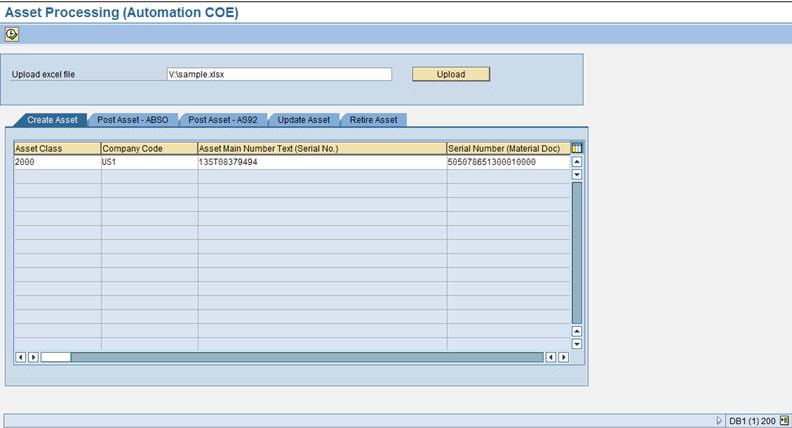 Asset Processing (Automation COE)
Upload excel file V:\sample.xlsx Upload
Create Asset Post Asset - ABSO Post Asset - AS92 Update Asset Retire Asset
Asset Class Company Code Asset Main Number Text (Serial No.) Serial Number (Material Doc)
2000 US1 13ST08379494 505078651300010000
DB1 (1) 200